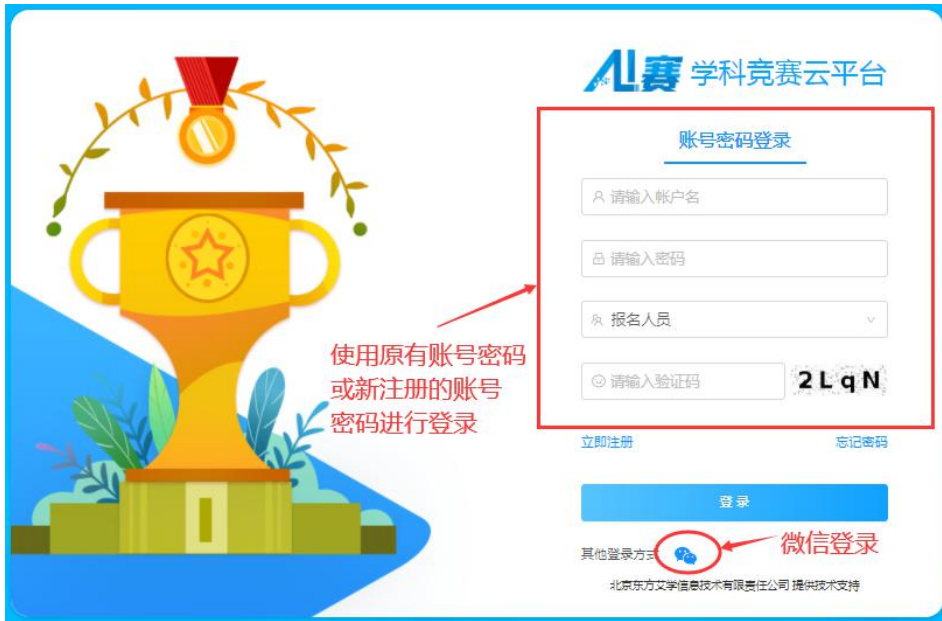 AI赛 学科竞赛云平台
账号密码登录
请输入帐户名
请输入密码
报名人员
请输入验证码 2LqN
使用原有账号密码
或新注册的账号
密码进行登录
立即注册 忘记密码
登录
其他登录方式 微信登录
北京东方艾学信息技术有限责任公司 提供技术支持